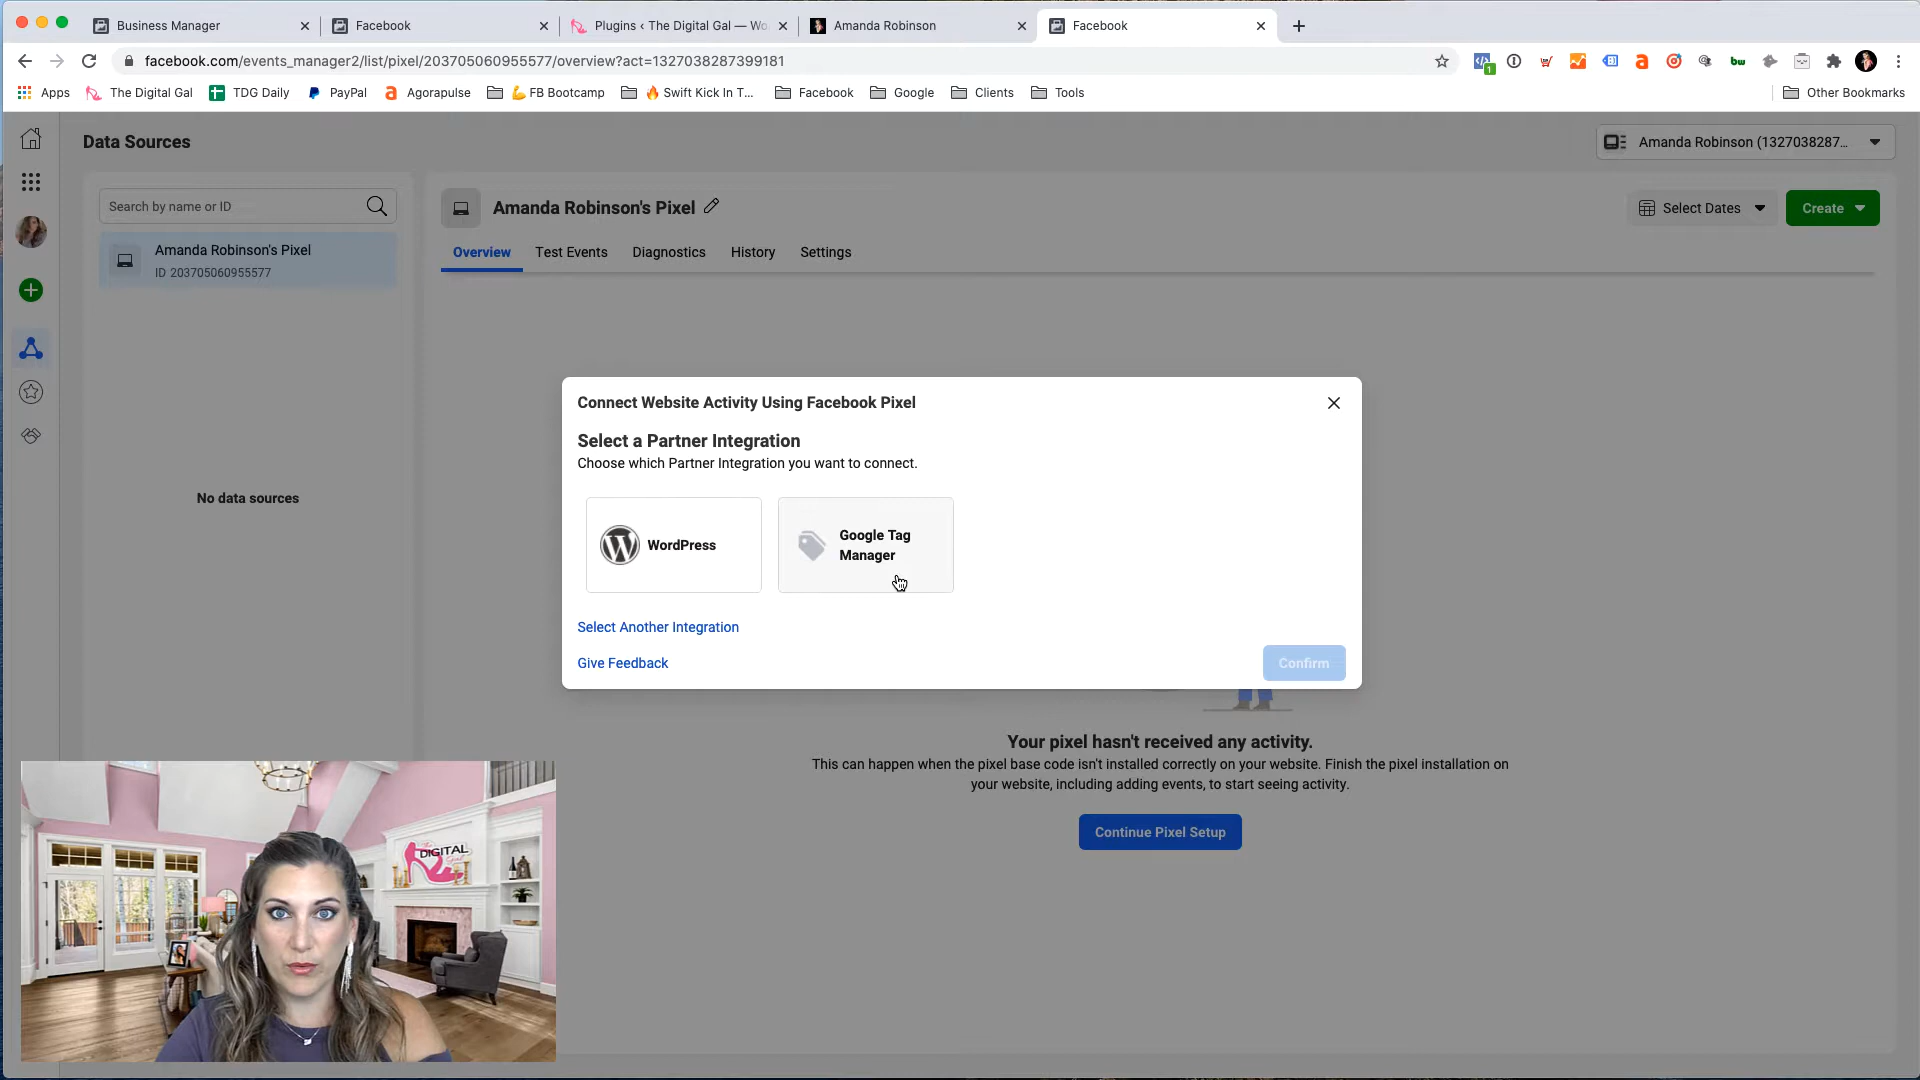 Business Manager
Facebook
Plugins ‹ The Digital Gal — Wo
Amanda Robinson
Facebook
facebook.com/events_manager2/list/pixel/203705060955577/overview?act=1327038287399181
1
bw
Apps
The Digital Gal
TDG Daily
PayPal
Agorapulse
💪 FB Bootcamp
🔥 Swift Kick In T...
Facebook
Google
Clients
Tools
Other Bookmarks
Data Sources
Amanda Robinson (1327038287...
Search by name or ID
Amanda Robinson's Pixel
ID 203705060955577
No data sources
Amanda Robinson's Pixel
Select Dates
Create
Overview
Test Events
Diagnostics
History
Settings
Connect Website Activity Using Facebook Pixel
Select a Partner Integration
Choose which Partner Integration you want to connect.
WordPress
Google Tag
Manager
Select Another Integration
Give Feedback
Confirm
Your pixel hasn't received any activity.
This can happen when the pixel base code isn't installed correctly on your website. Finish the pixel installation on
your website, including adding events, to start seeing activity.
Continue Pixel Setup
DIGITAL